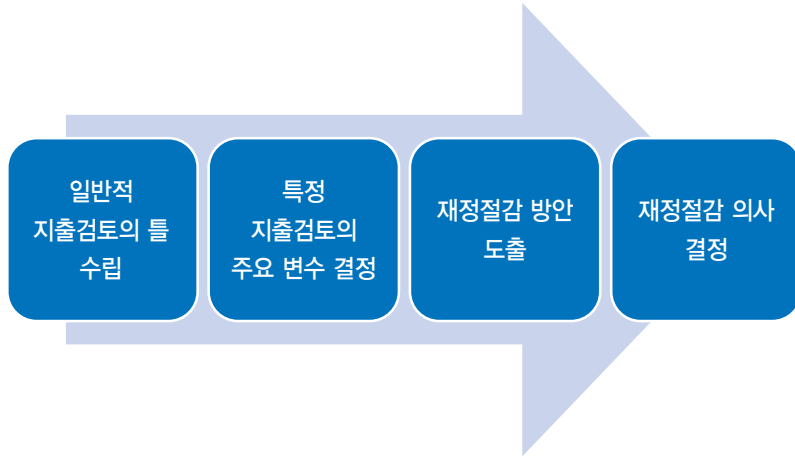 일반적
지출검토의 틀
수립
특정
지출검토의
주요 변수 결정
재정절감 방안
도출
재정절감 의사
결정